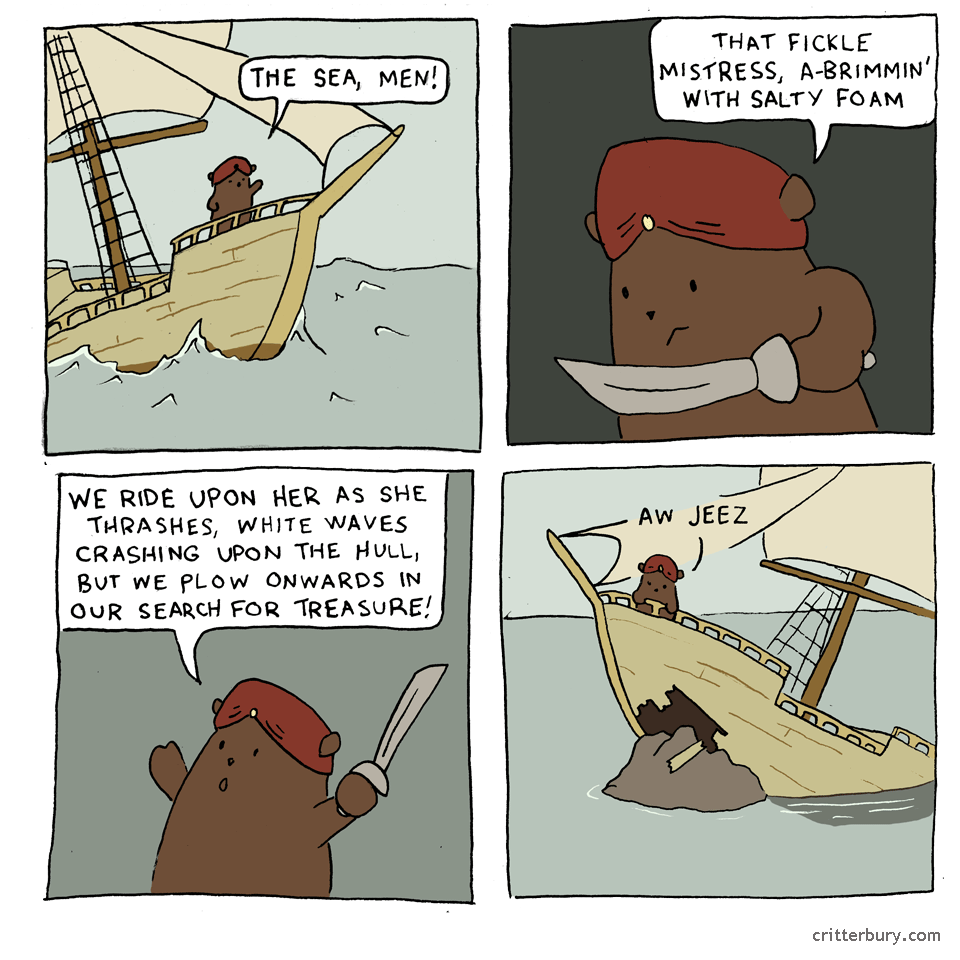 THE SEA, MEN!
THAT FICKLE
MISTRESS, A-BRIMMIN'
WITH SALTY FOAM
WE RIDE UPON HER AS SHE
THRASHES, WHITE WAVES
CRASHING UPON THE HULL,
BUT WE PLOW ONWARDS IN
OUR SEARCH FOR TREASURE!
AW JEEZ
critterbury.com